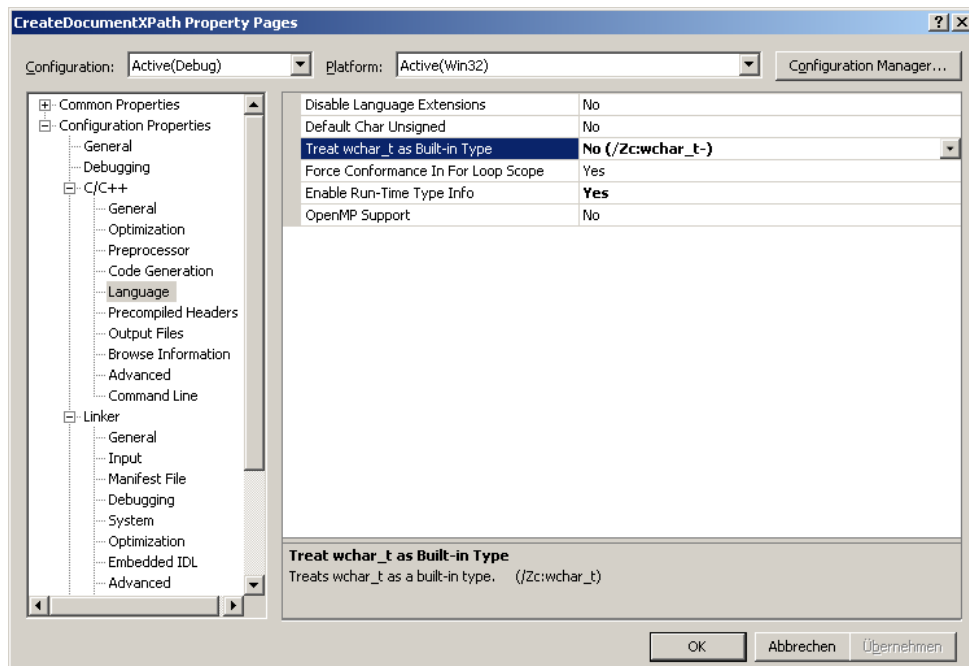 CreateDocumentXPath Property Pages
Configuration: Active(Debug) Platform: Active(Win32) Configuration Manager...
Common Properties
Configuration Properties
General
Debugging
C/C++
General
Optimization
Preprocessor
Code Generation
Language
Precompiled Headers
Output Files
Browse Information
Advanced
Command Line
Linker
General
Input
Manifest File
Debugging
System
Optimization
Embedded IDL
Advanced
Disable Language Extensions No
Default Char Unsigned No
Treat wchar_t as Built-in Type No (/Zc:wchar_t-)
Force Conformance In For Loop Scope Yes
Enable Run-Time Type Info Yes
OpenMP Support No
Treat wchar_t as Built-in Type
Treats wchar_t as a built-in type. (/Zc:wchar_t)
OK Abbrechen Übernehmen